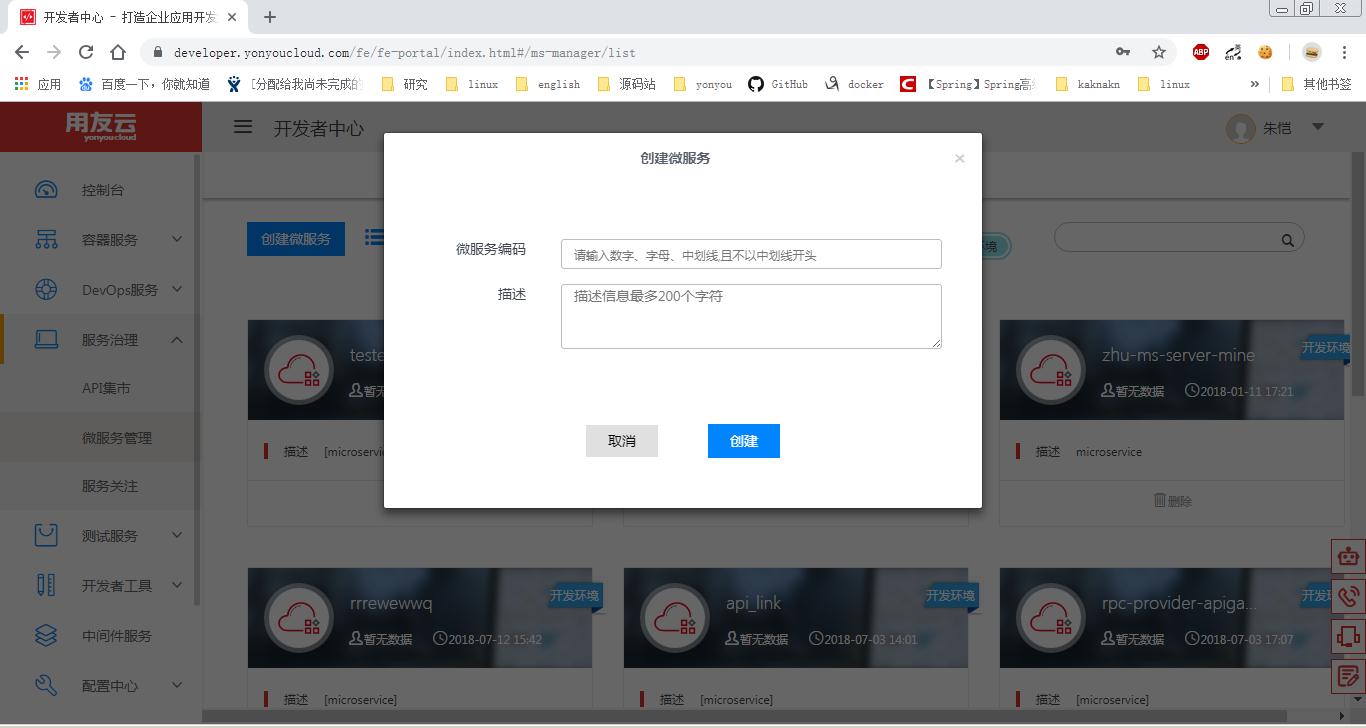 开发者中心 - 打造企业应用开发
developer.yonyoucloud.com/fe/fe-portal/index.html#/ms-manager/list
ABP
en
应用 百度一下，你就知道 [分配给我尚未完成的 研究 linux english 源码站 yonyou GitHub docker 【Spring】Spring高 kaknakn linux » 其他书签
用友云
yonyoucloud
开发者中心
朱恺
控制台
容器服务
DevOps服务
服务治理
API集市
微服务管理
服务关注
测试服务
开发者工具
中间件服务
配置中心
创建微服务
创建微服务
×
微服务编码 请输入数字、字母、中划线,且不以中划线开头
描述 描述信息最多200个字符
取消 创建
境
teste
暂无
描述 [microservic
zhu-ms-server-mine 开发环境
暂无数据 2018-01-11 17:21
描述 microservice
删除
rrrewewwq 开发环境
暂无数据 2018-07-12 15:42
描述 [microservice]
api_link 开发环境
暂无数据 2018-07-03 14:01
描述 [microservice]
rpc-provider-apiga... 开发
暂无数据 2018-07-03 17:07
描述 [microservice]